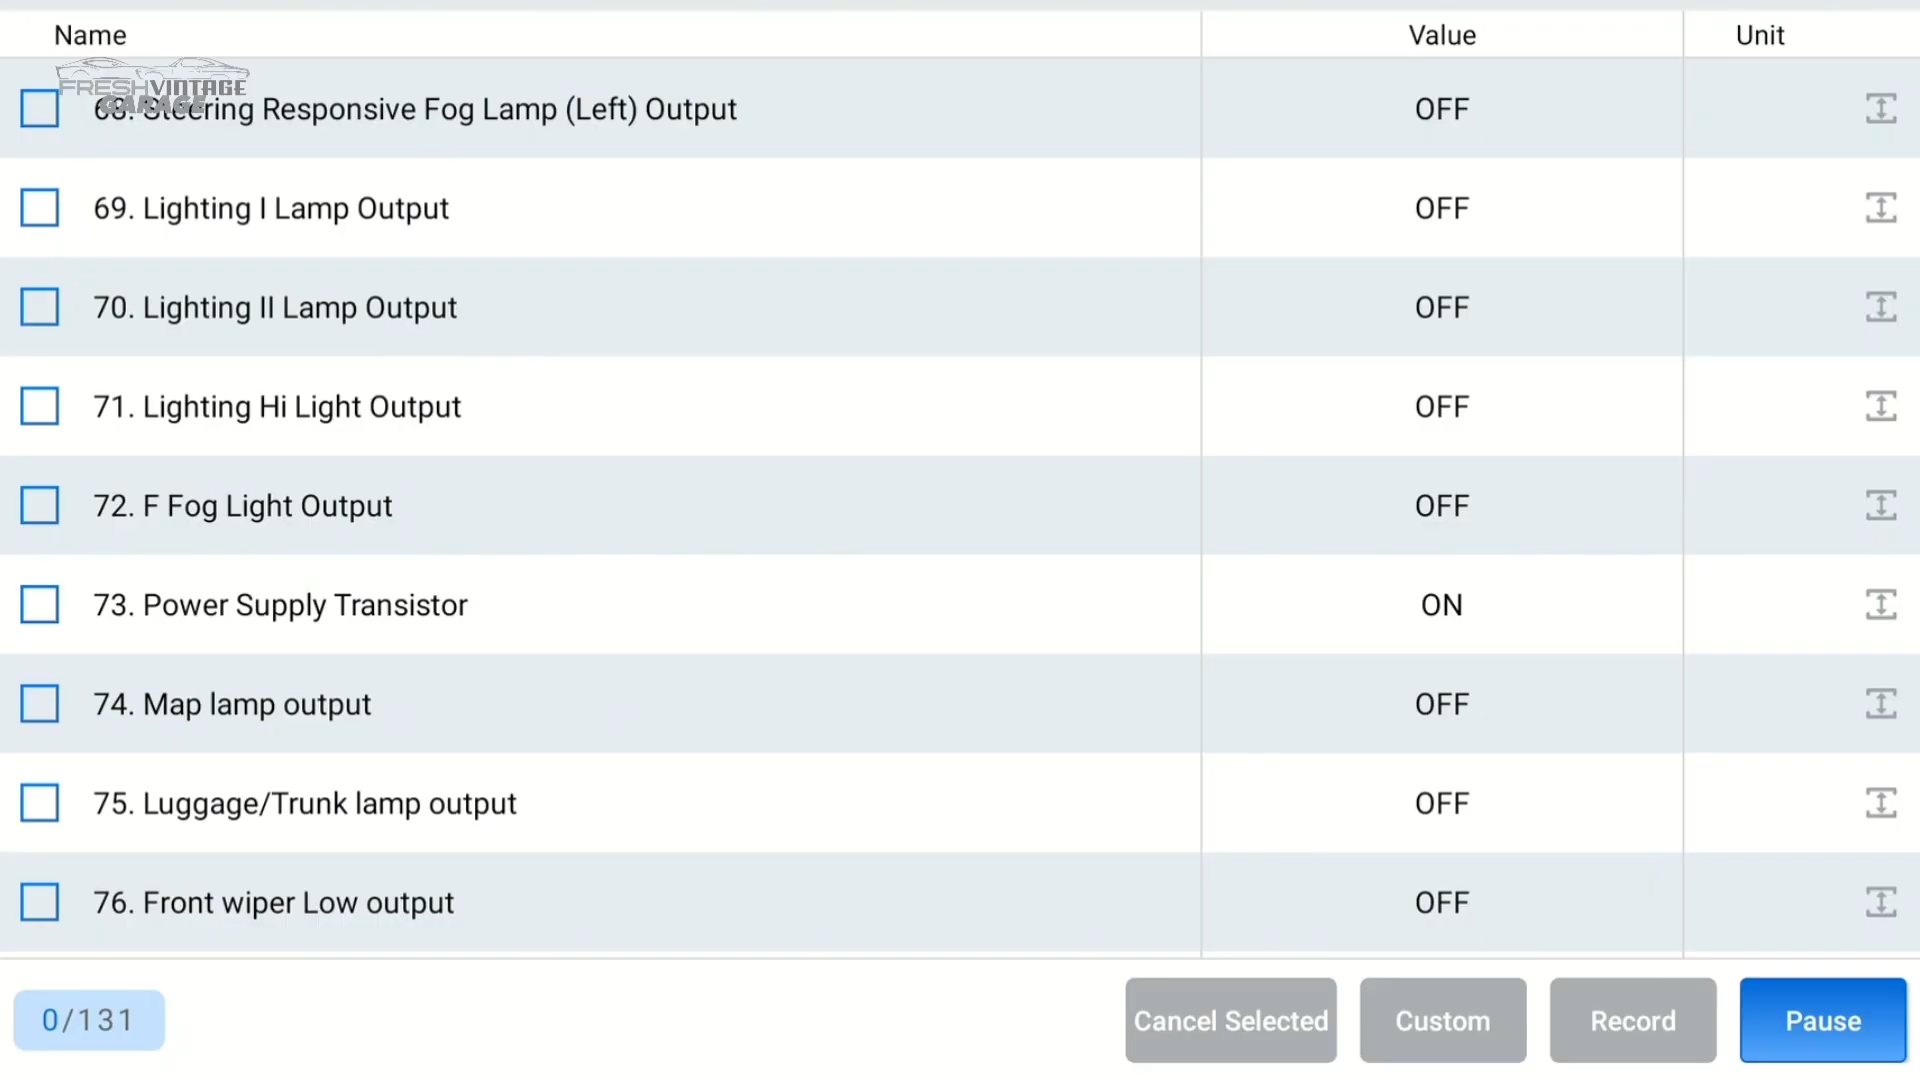 Name Value Unit
FRESHVINTAGE
GARAGE
68. Steering Responsive Fog Lamp (Left) Output OFF
69. Lighting I Lamp Output OFF
70. Lighting II Lamp Output OFF
71. Lighting Hi Light Output OFF
72. F Fog Light Output OFF
73. Power Supply Transistor ON
74. Map lamp output OFF
75. Luggage/Trunk lamp output OFF
76. Front wiper Low output OFF
0/131 Cancel Selected Custom Record Pause